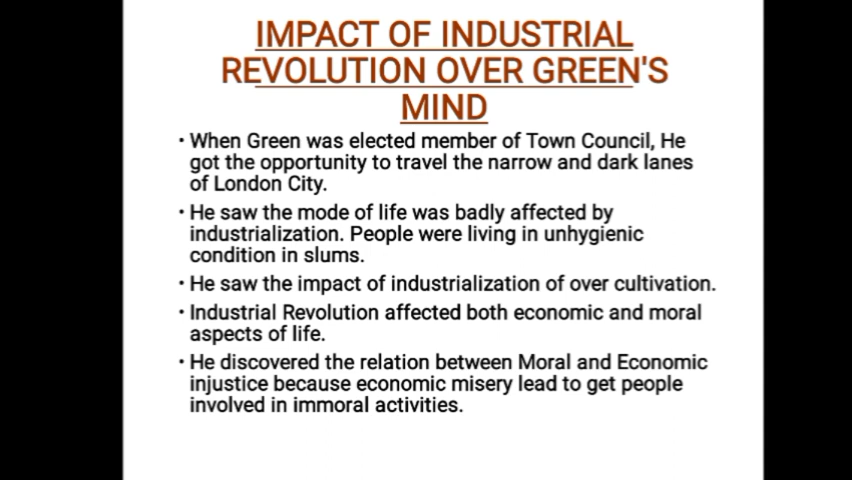 IMPACT OF INDUSTRIAL
REVOLUTION OVER GREEN'S
MIND
• When Green was elected member of Town Council, He
got the opportunity to travel the narrow and dark lanes
of London City.
• He saw the mode of life was badly affected by
industrialization. People were living in unhygienic
condition in slums.
• He saw the impact of industrialization of over cultivation.
• Industrial Revolution affected both economic and moral
aspects of life.
• He discovered the relation between Moral and Economic
injustice because economic misery lead to get people
involved in immoral activities.